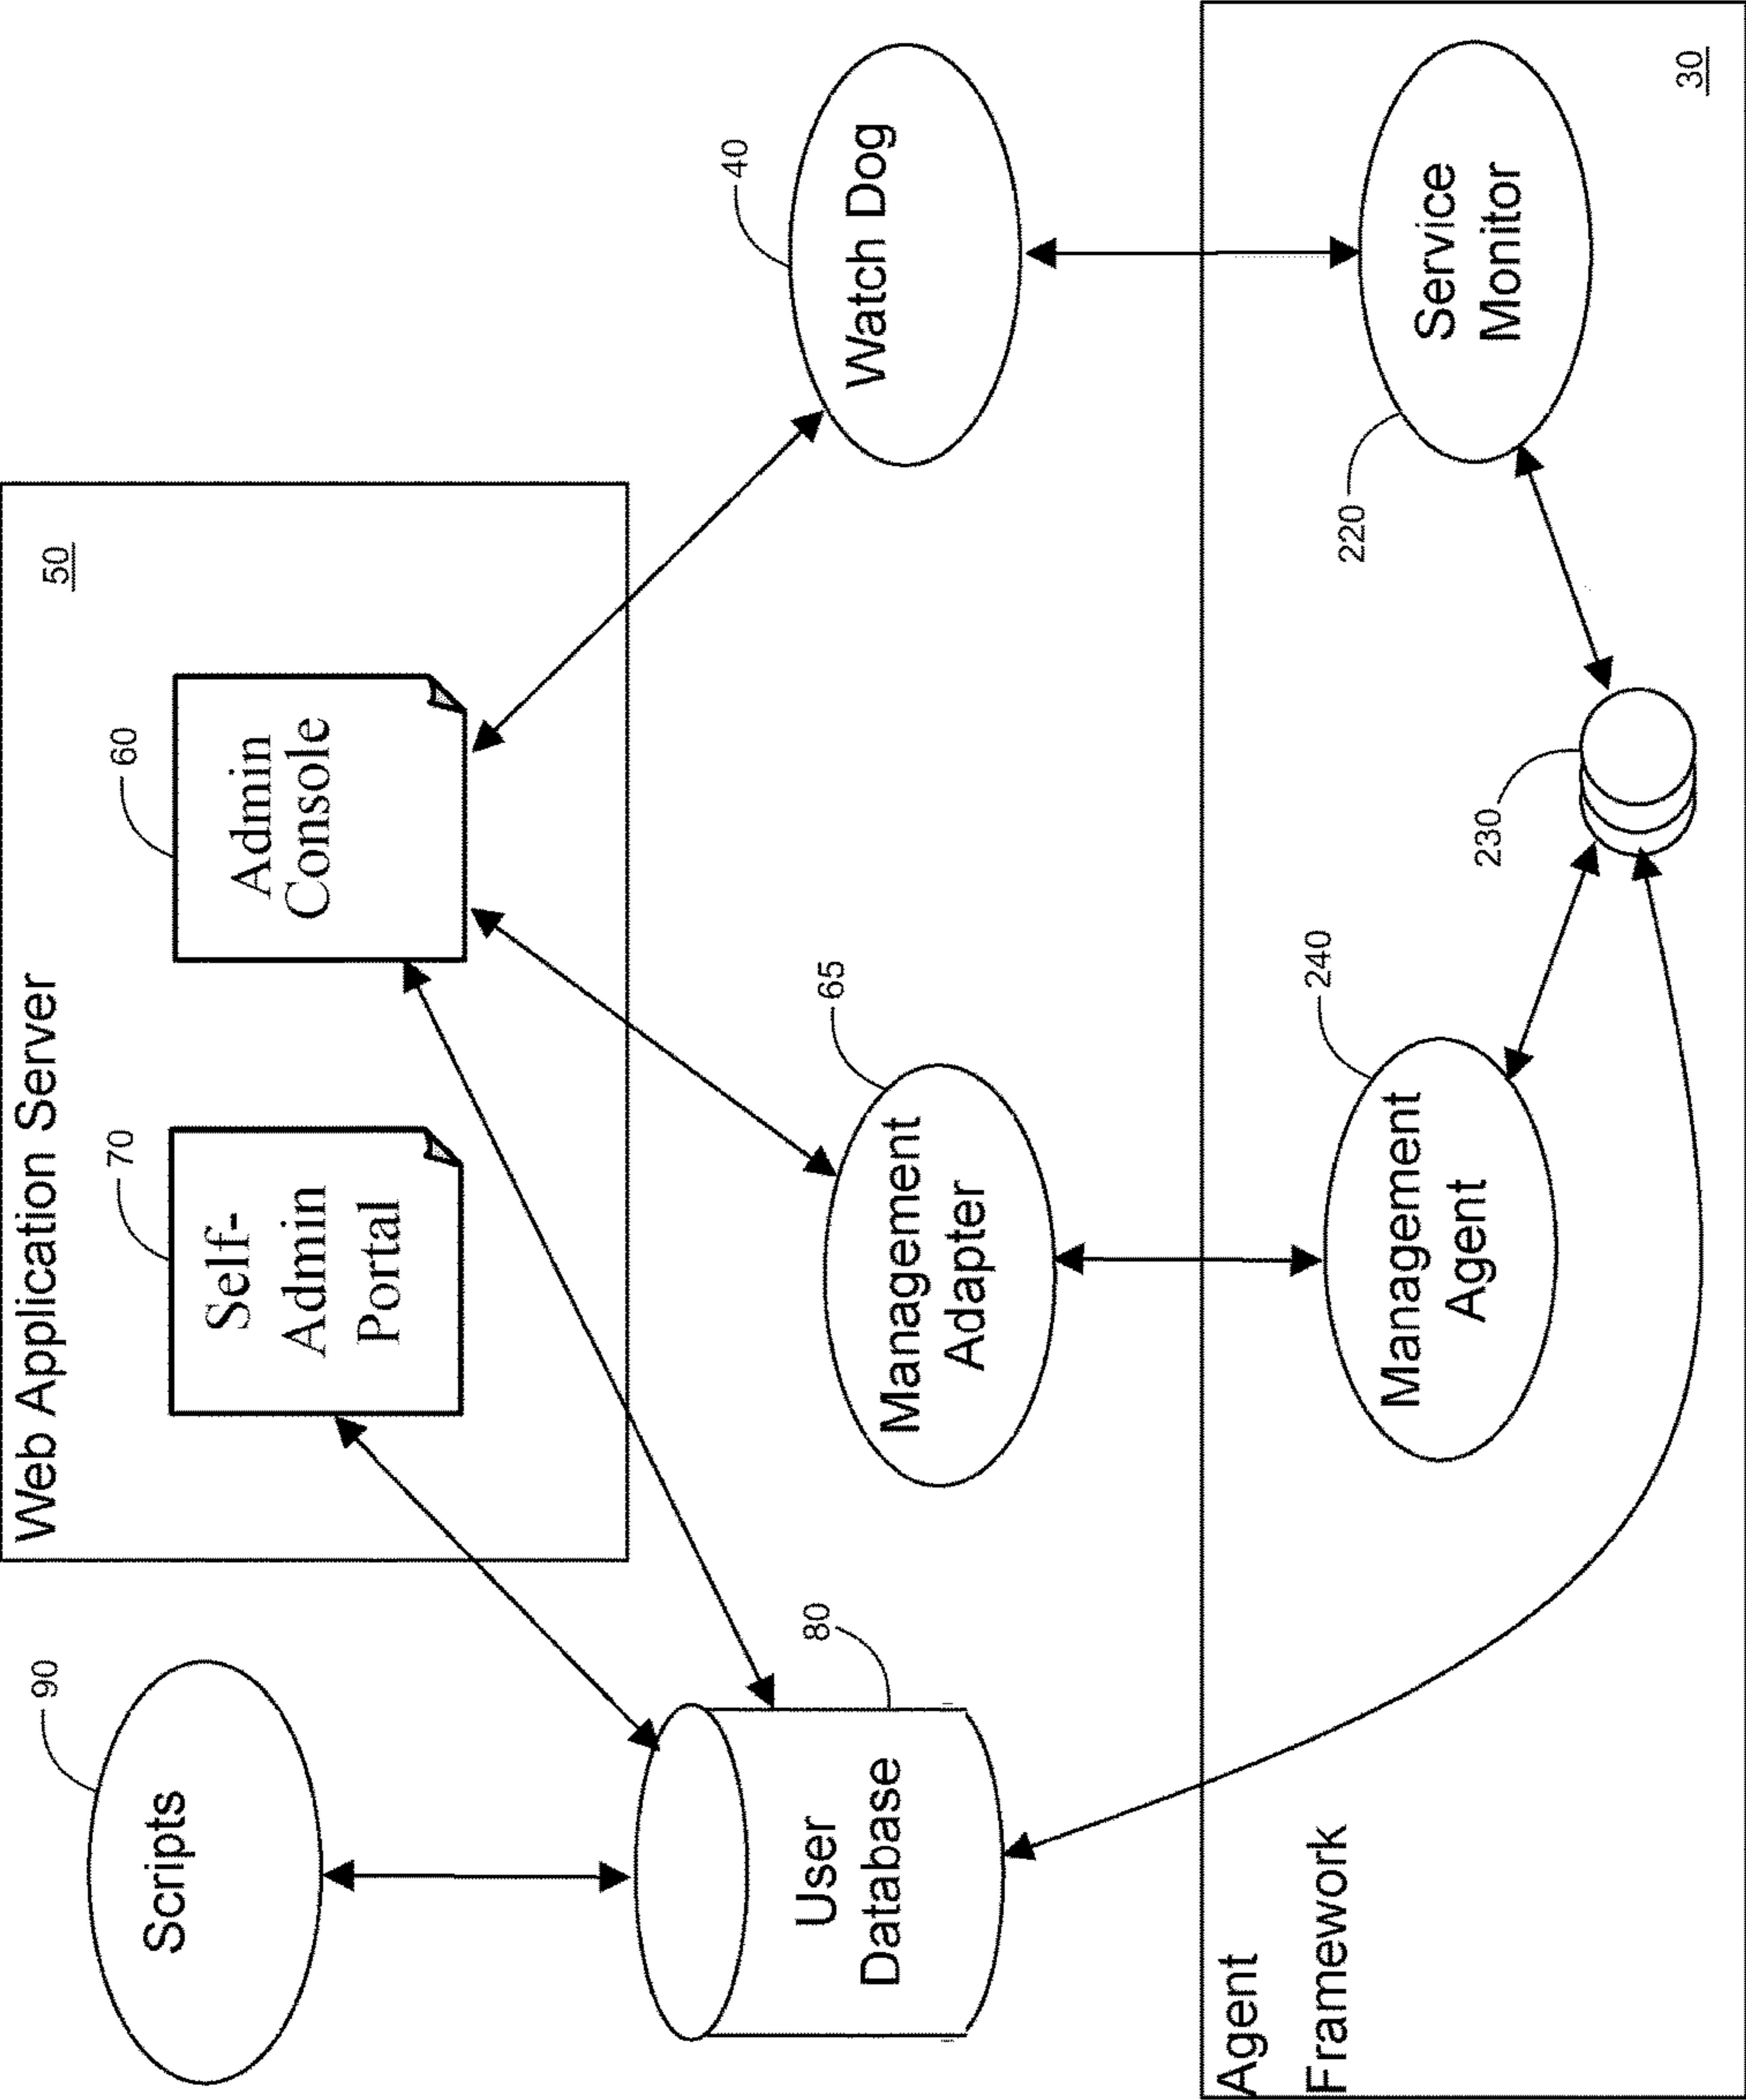 Web Application Server
50
90
Scripts
70
Self-
Admin
Portal
60
Admin
Console
80
User
Database
65
Management
Adapter
40
Watch Dog
Agent
Framework
240
Management
Agent
230
220
Service
Monitor
30